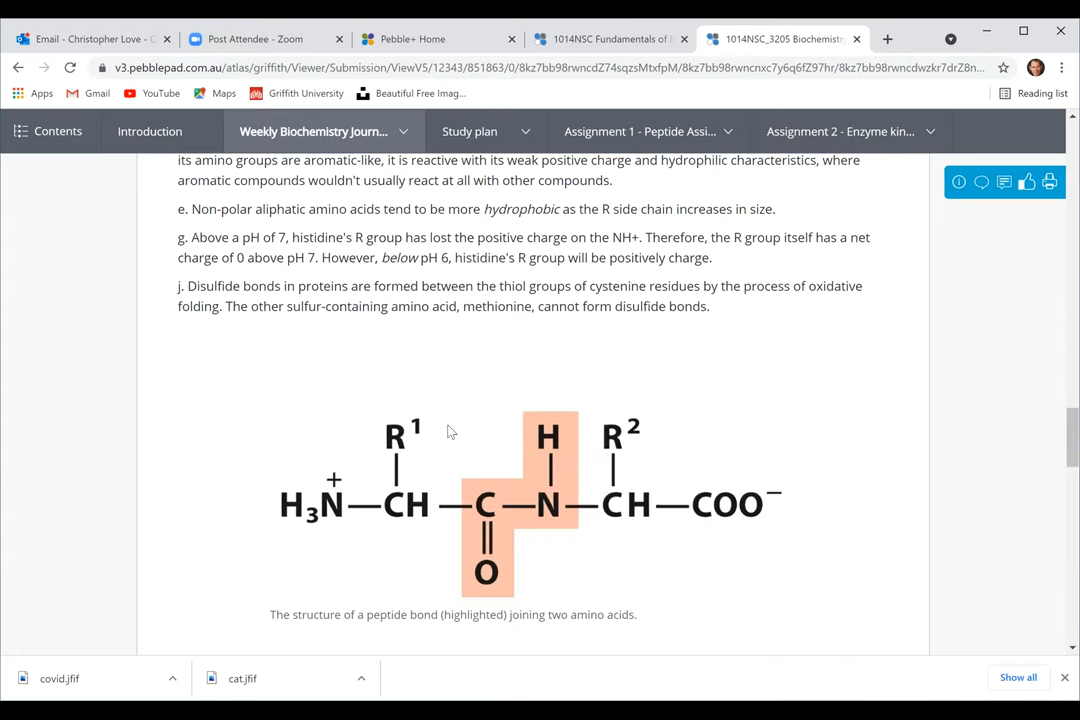 Email - Christopher Love - G
Post Attendee - Zoom
Pebble+ Home
1014NSC Fundamentals of
1014NSC_3205 Biochemistry
v3.pebblepad.com.au/atlas/griffith/Viewer/Submission/ViewV5/12343/851863/0/8kz7bb98rwncdZ74sqzsMtxfpM/8kz7bb98rwncnxc7y6q6fZ97hr/8kz7bb98rwncdwzkr7drZ8n...
Apps
Gmail
YouTube
Maps
Griffith University
Beautiful Free Imag...
Reading list
Contents
Introduction
Weekly Biochemistry Journ...
Study plan
Assignment 1 - Peptide Assi...
Assignment 2 - Enzyme kin...
its amino groups are aromatic-like, it is reactive with its weak positive charge and hydrophilic characteristics, where
aromatic compounds wouldn't usually react at all with other compounds.
e. Non-polar aliphatic amino acids tend to be more hydrophobic as the R side chain increases in size.
g. Above a pH of 7, histidine's R group has lost the positive charge on the NH+. Therefore, the R group itself has a net
charge of 0 above pH 7. However, below pH 6, histidine's R group will be positively charge.
j. Disulfide bonds in proteins are formed between the thiol groups of cystenine residues by the process of oxidative
folding. The other sulfur-containing amino acid, methionine, cannot form disulfide bonds.
R¹ H R²
+
H₃N—CH—C—N—CH—COO⁻
O
The structure of a peptide bond (highlighted) joining two amino acids.
covid.jfif
cat.jfif
Show all